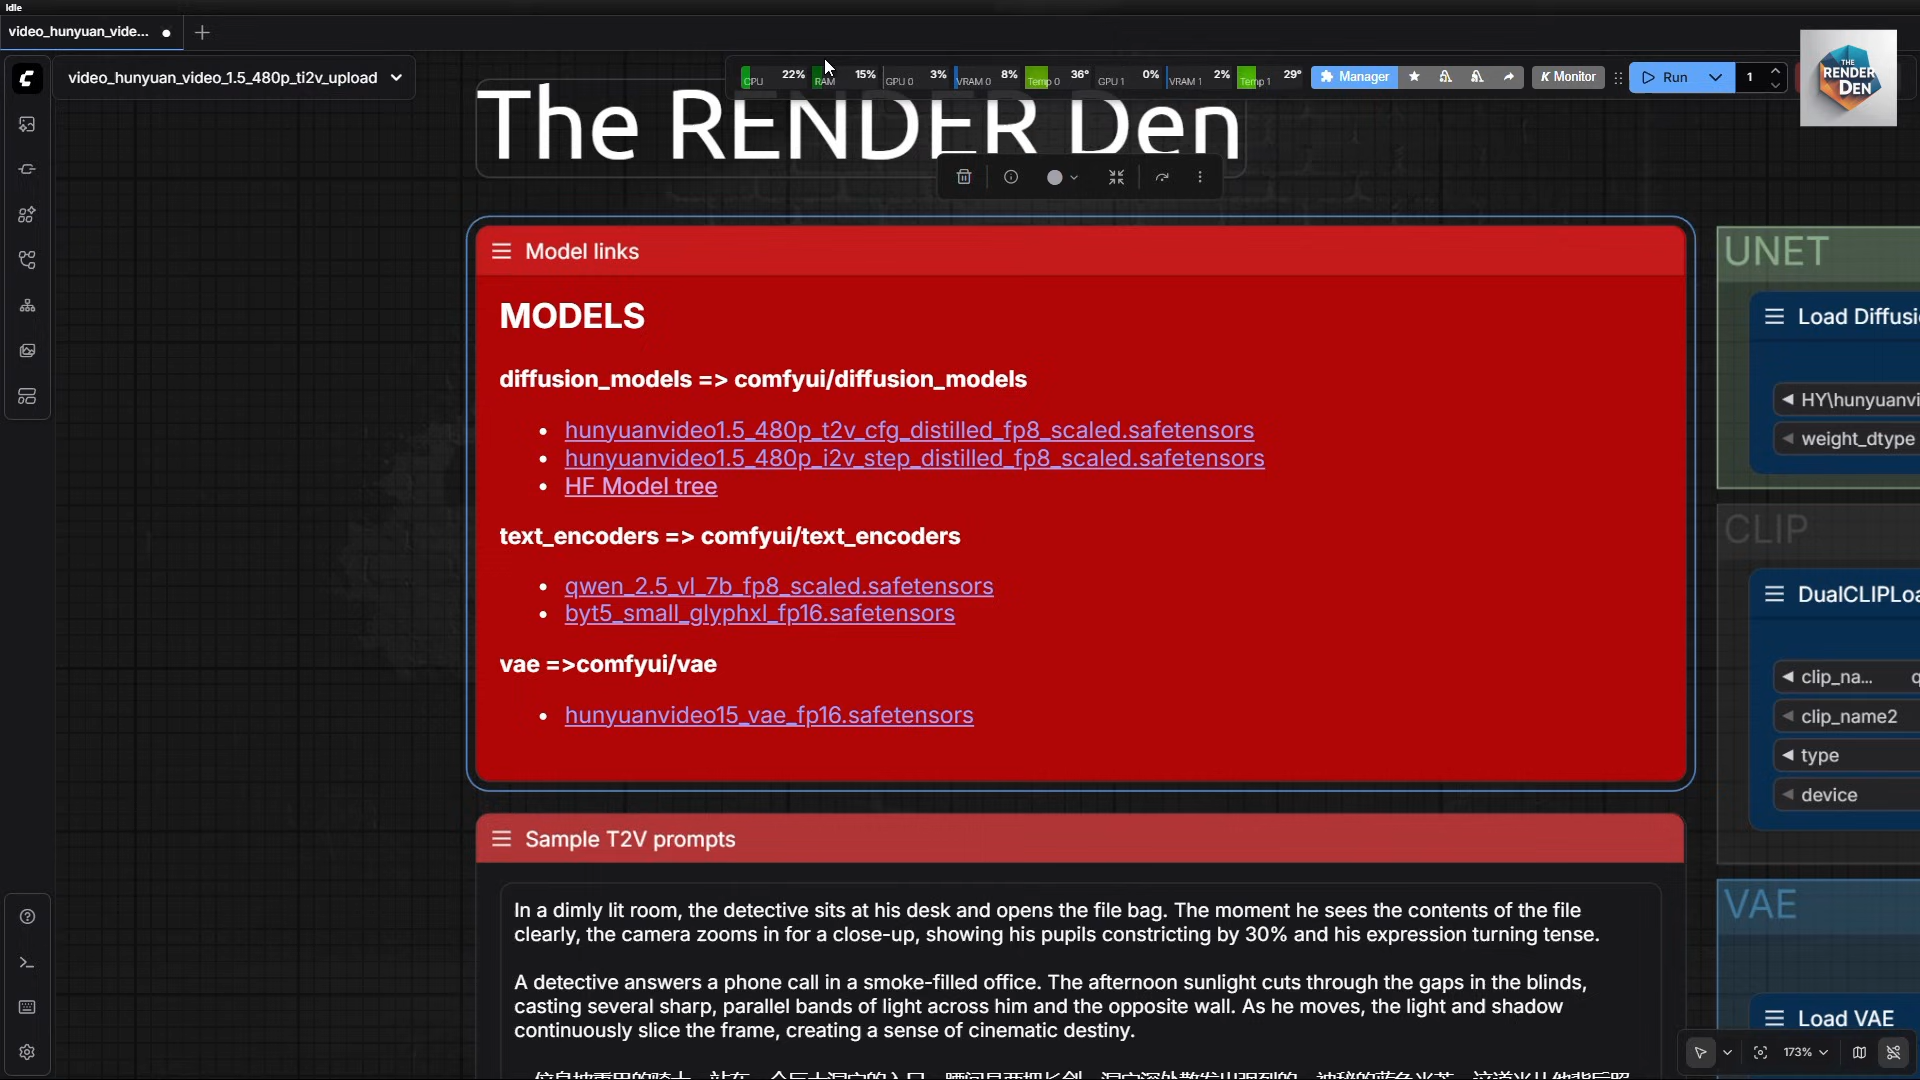 Idle
video_hunyuan_vide...
video_hunyuan_video_1.5_480p_ti2v_upload
CPU 22% RAM 15% GPU 0 3% VRAM 0 8% Temp 0 36° GPU 1 0% VRAM 1 2% Temp 1 29° Manager K Monitor Run 1
THE RENDER DEN
The RENDER Den
Model links
MODELS
diffusion_models => comfyui/diffusion_models
• hunyuanvideo1.5_480p_t2v_cfg_distilled_fp8_scaled.safetensors
• hunyuanvideo1.5_480p_i2v_step_distilled_fp8_scaled.safetensors
• HF Model tree
text_encoders => comfyui/text_encoders
• qwen_2.5_vl_7b_fp8_scaled.safetensors
• byt5_small_glyphxl_fp16.safetensors
vae =>comfyui/vae
• hunyuanvideo15_vae_fp16.safetensors
Sample T2V prompts
In a dimly lit room, the detective sits at his desk and opens the file bag. The moment he sees the contents of the file
clearly, the camera zooms in for a close-up, showing his pupils constricting by 30% and his expression turning tense.
A detective answers a phone call in a smoke-filled office. The afternoon sunlight cuts through the gaps in the blinds,
casting several sharp, parallel bands of light across him and the opposite wall. As he moves, the light and shadow
continuously slice the frame, creating a sense of cinematic destiny.
UNET
Load Diffusi
HY\hunyuanvi
weight_dtype
CLIP
DualCLIPLoa
clip_na... q
clip_name2
type
device
VAE
Load VAE
173%